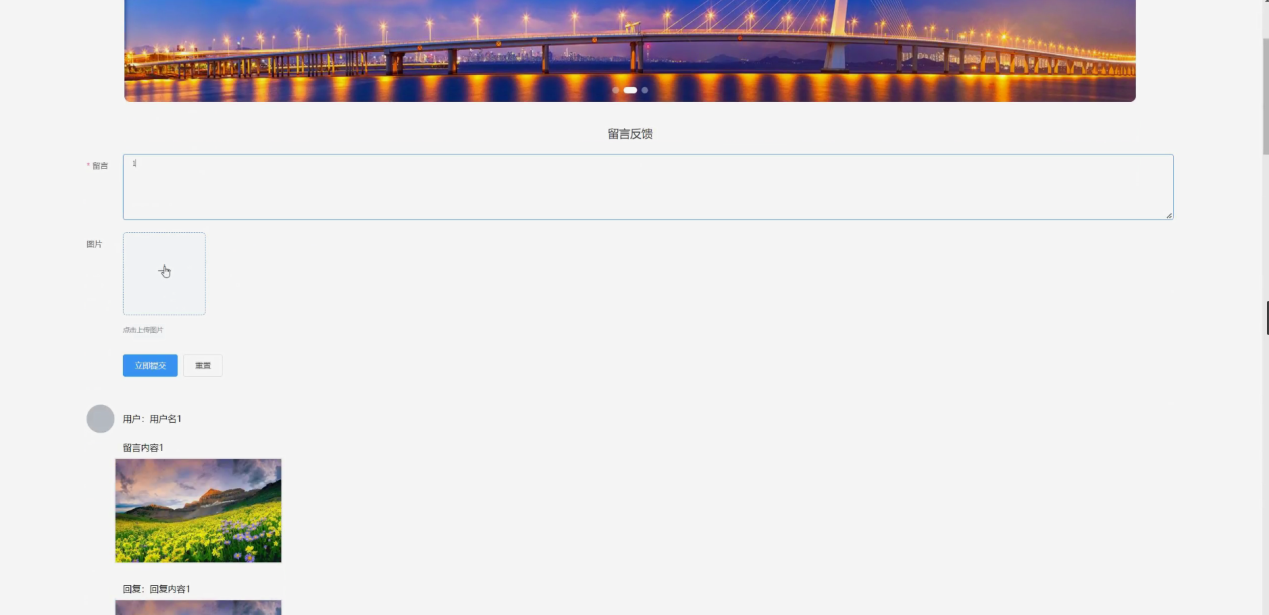 留言反馈
* 留言
图片
点击上传图片
立即提交
重置
用户：用户名1
留言内容1
回复：回复内容1